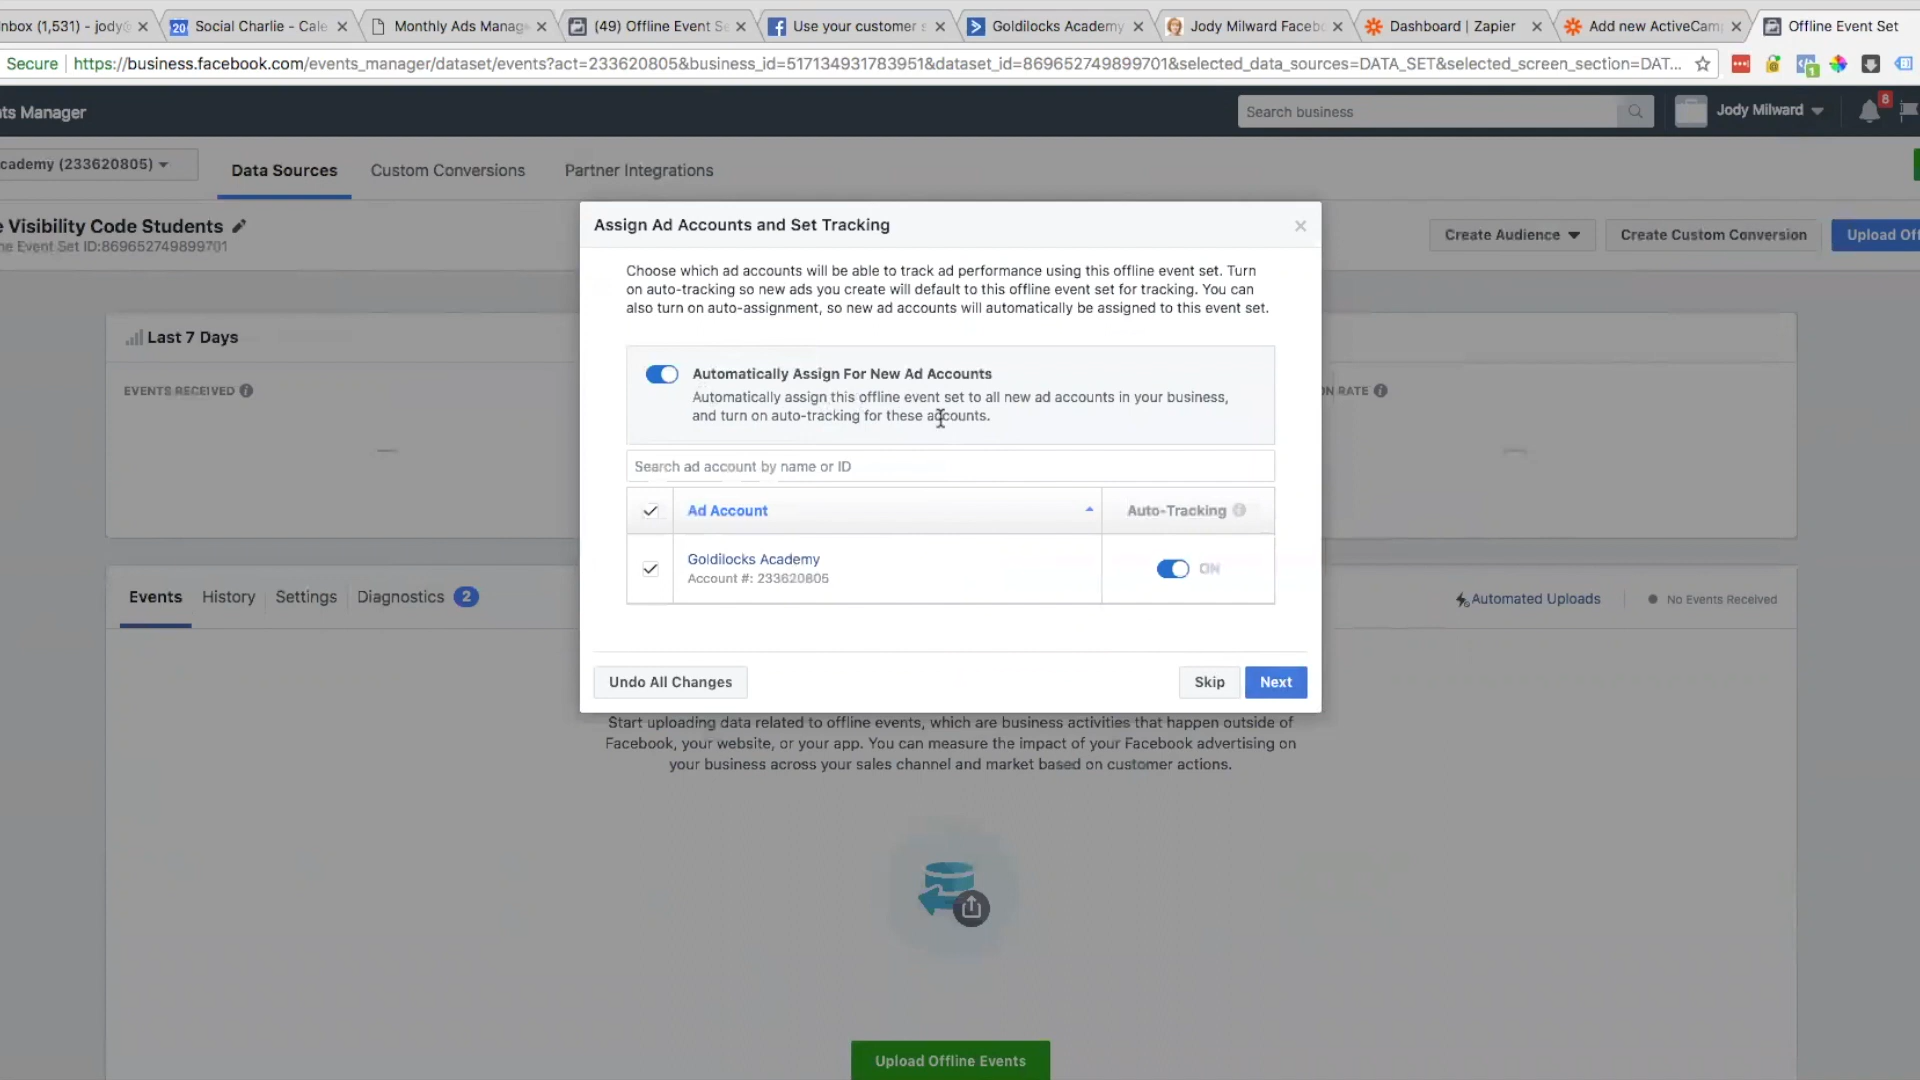 nbox (1,531) - jody@
20 Social Charlie - Cale
Monthly Ads Manag
(49) Offline Event Se
Use your customer s
Goldilocks Academy
Jody Milward Facebo
Dashboard | Zapier
Add new ActiveCam
Offline Event Set
Secure | https://business.facebook.com/events_manager/dataset/events?act=233620805&business_id=517134931783951&dataset_id=869652749899701&selected_data_sources=DATA_SET&selected_screen_section=DAT...
1
ts Manager
Search business
Jody Milward
8
cademy (233620805)
Data Sources
Custom Conversions
Partner Integrations
e Visibility Code Students
ne Event Set ID:869652749899701
Create Audience
Create Custom Conversion
Upload Off
Assign Ad Accounts and Set Tracking
Choose which ad accounts will be able to track ad performance using this offline event set. Turn
on auto-tracking so new ads you create will default to this offline event set for tracking. You can
also turn on auto-assignment, so new ad accounts will automatically be assigned to this event set.
Last 7 Days
EVENTS RECEIVED
ON RATE
Automatically Assign For New Ad Accounts
Automatically assign this offline event set to all new ad accounts in your business,
and turn on auto-tracking for these accounts.
Search ad account by name or ID
Ad Account
Auto-Tracking
Goldilocks Academy
Account #: 233620805
ON
Events
History
Settings
Diagnostics 2
Automated Uploads
No Events Received
Undo All Changes
Skip
Next
Start uploading data related to offline events, which are business activities that happen outside of
Facebook, your website, or your app. You can measure the impact of your Facebook advertising on
your business across your sales channel and market based on customer actions.
Upload Offline Events